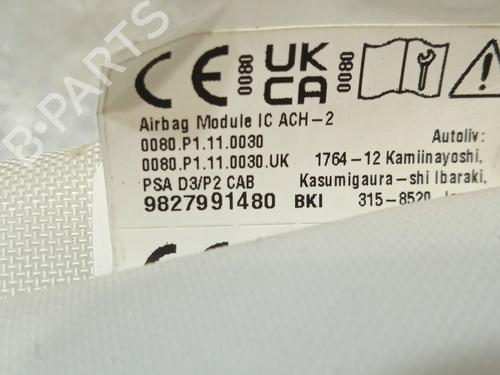 CE 0080 UK CA 0080
Airbag Module IC ACH-2
0080.P1.11.0030
Autoliv:
0080.P1.11.0030.UK 1764-12 Kamiinayoshi,
PSA D3/P2 CAB Kasumigaura-shi Ibaraki,
9827991480 BKI 315-8520
B-PARTS